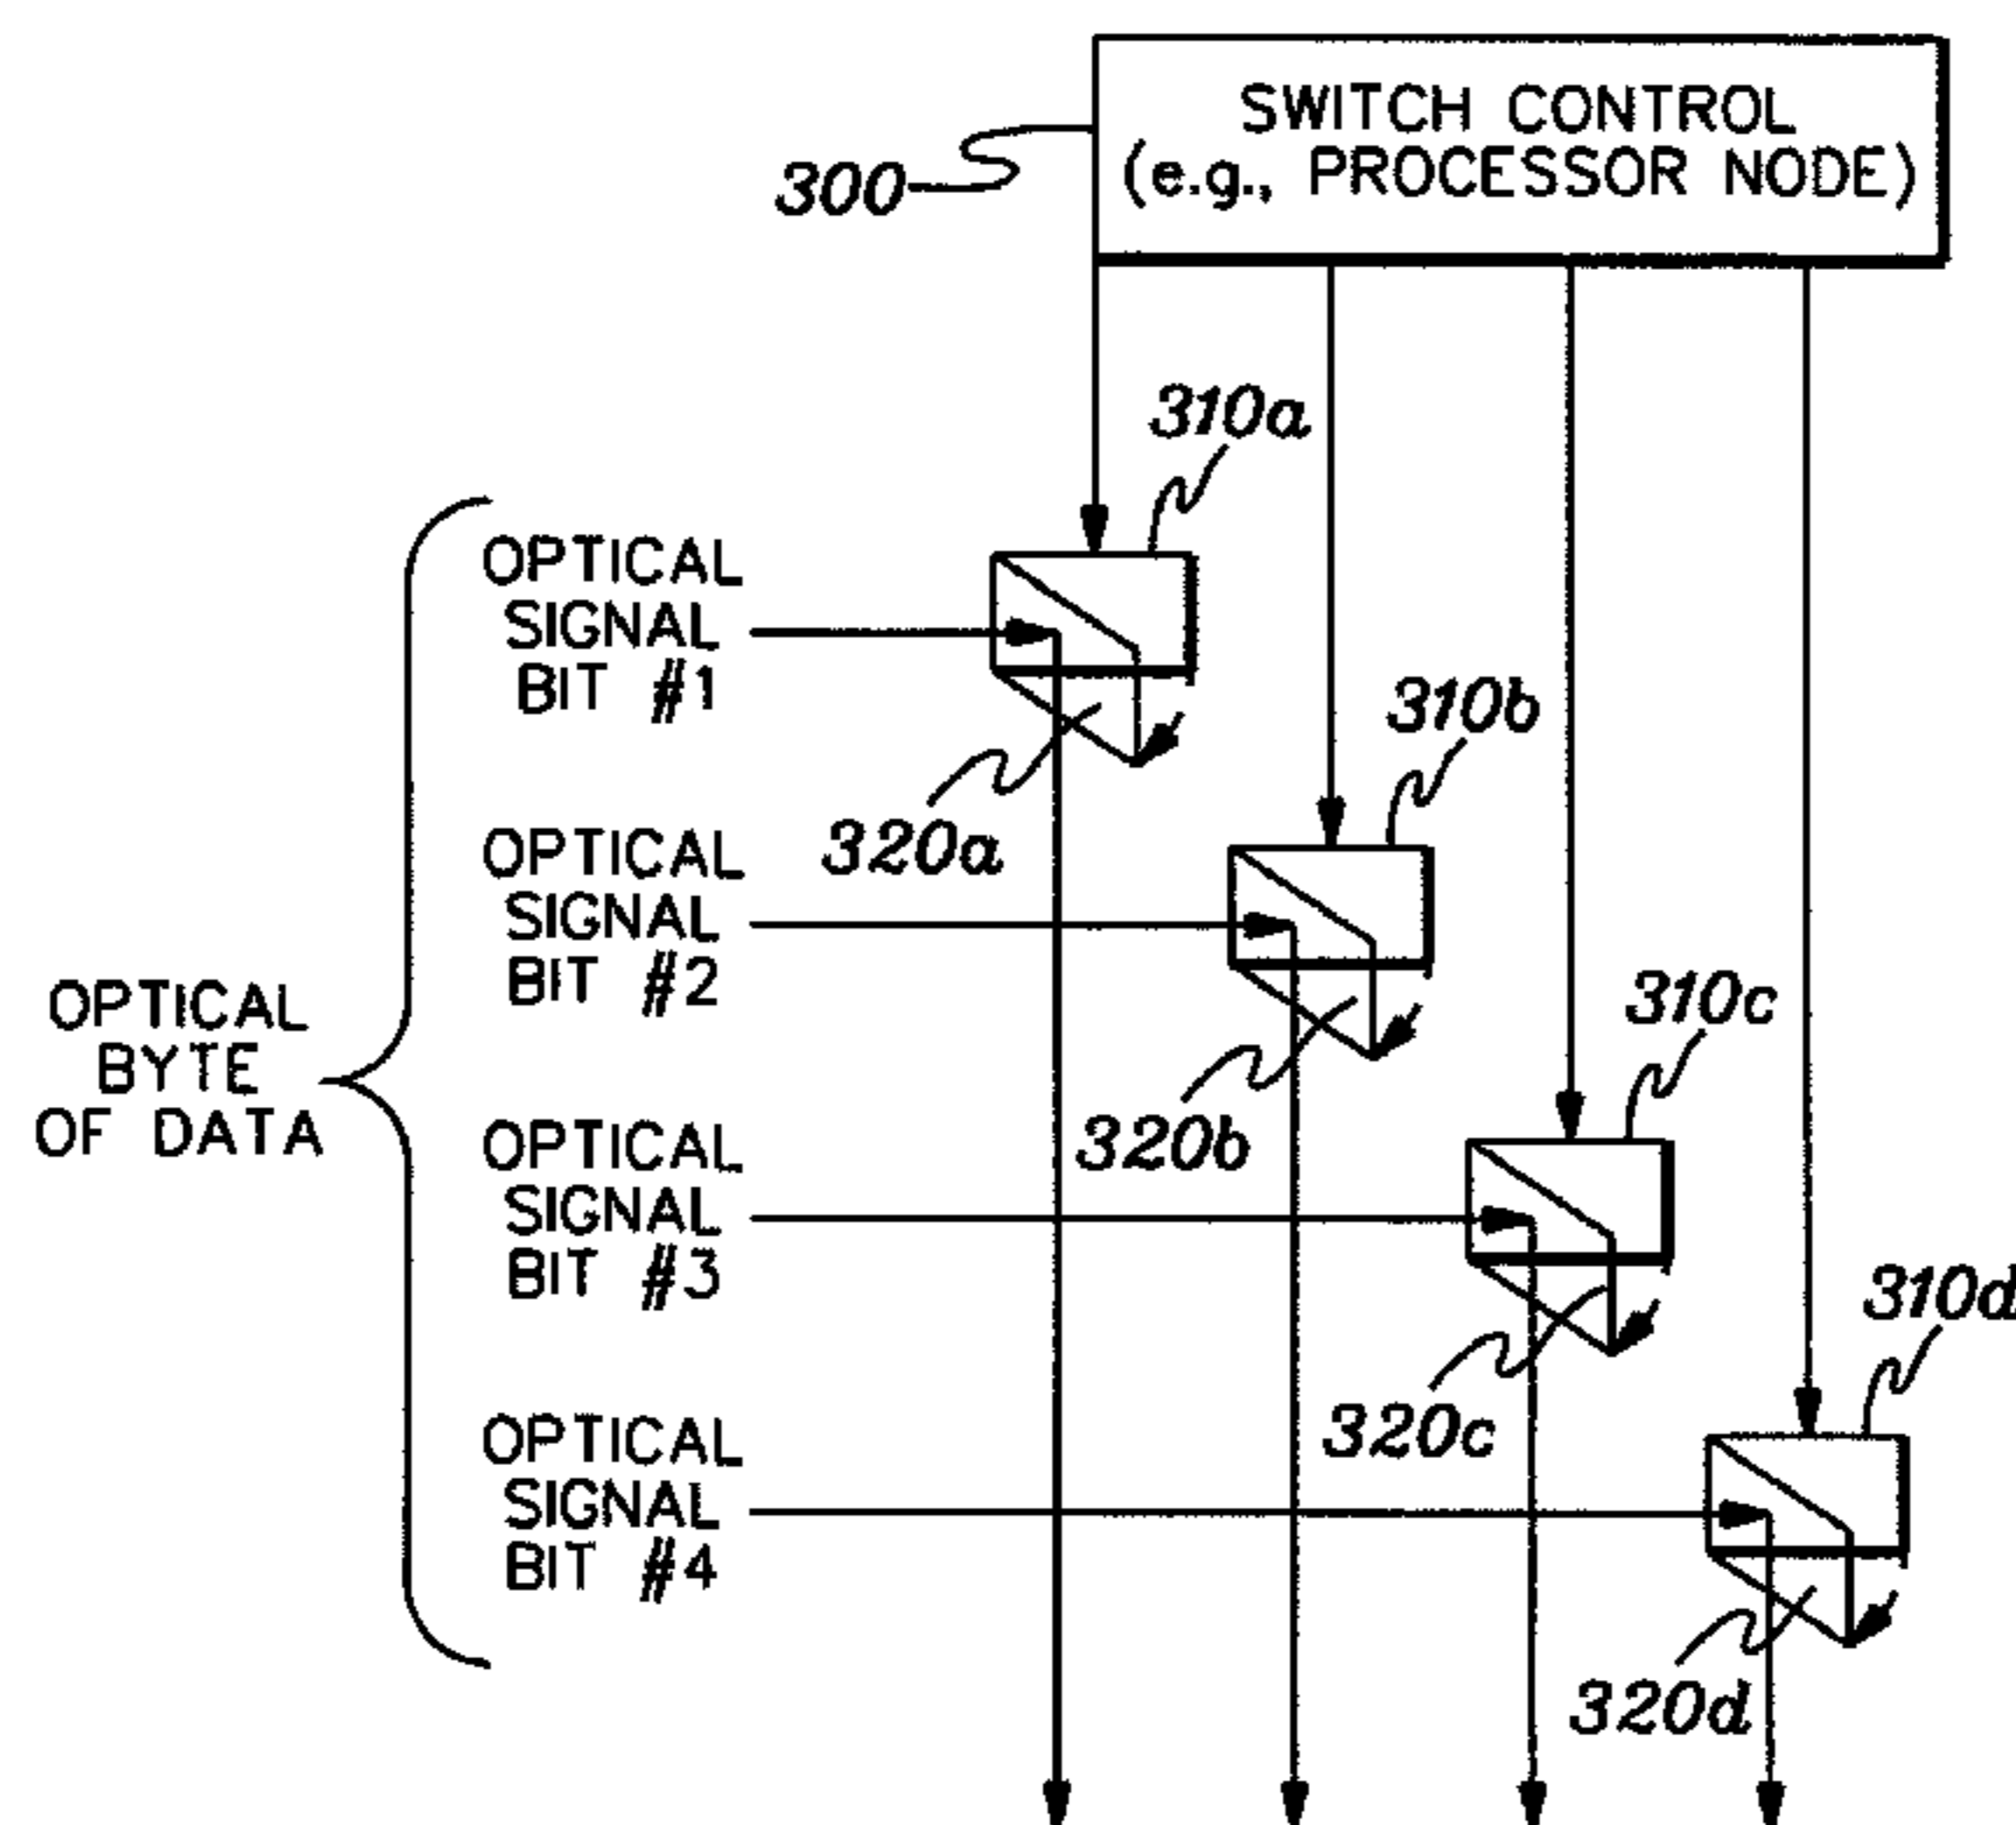 SWITCH CONTROL
(e.g., PROCESSOR NODE)
300
310a
OPTICAL
SIGNAL
BIT #1
320a
310b
OPTICAL
SIGNAL
BIT #2
320b
OPTICAL
BYTE
OF DATA
310c
OPTICAL
SIGNAL
BIT #3
320c
310d
OPTICAL
SIGNAL
BIT #4
320d